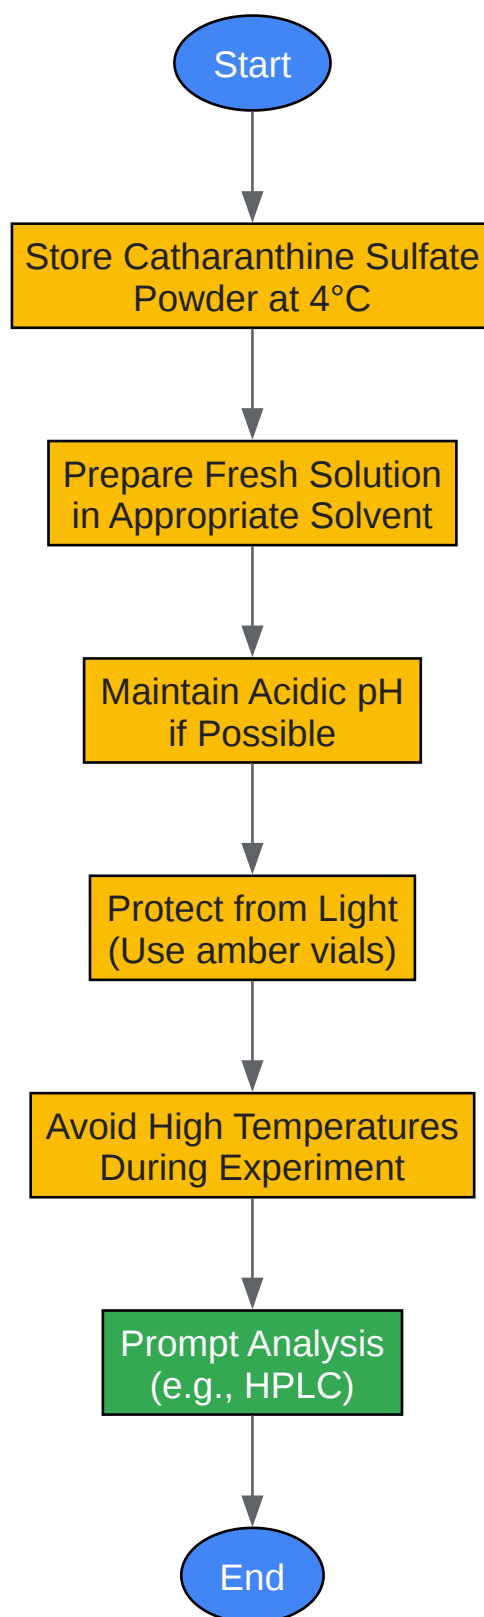 Start
Store Catharanthine Sulfate
Powder at 4°C
Prepare Fresh Solution
in Appropriate Solvent
Maintain Acidic pH
if Possible
Protect from Light
(Use amber vials)
Avoid High Temperatures
During Experiment
Prompt Analysis
(e.g., HPLC)
End